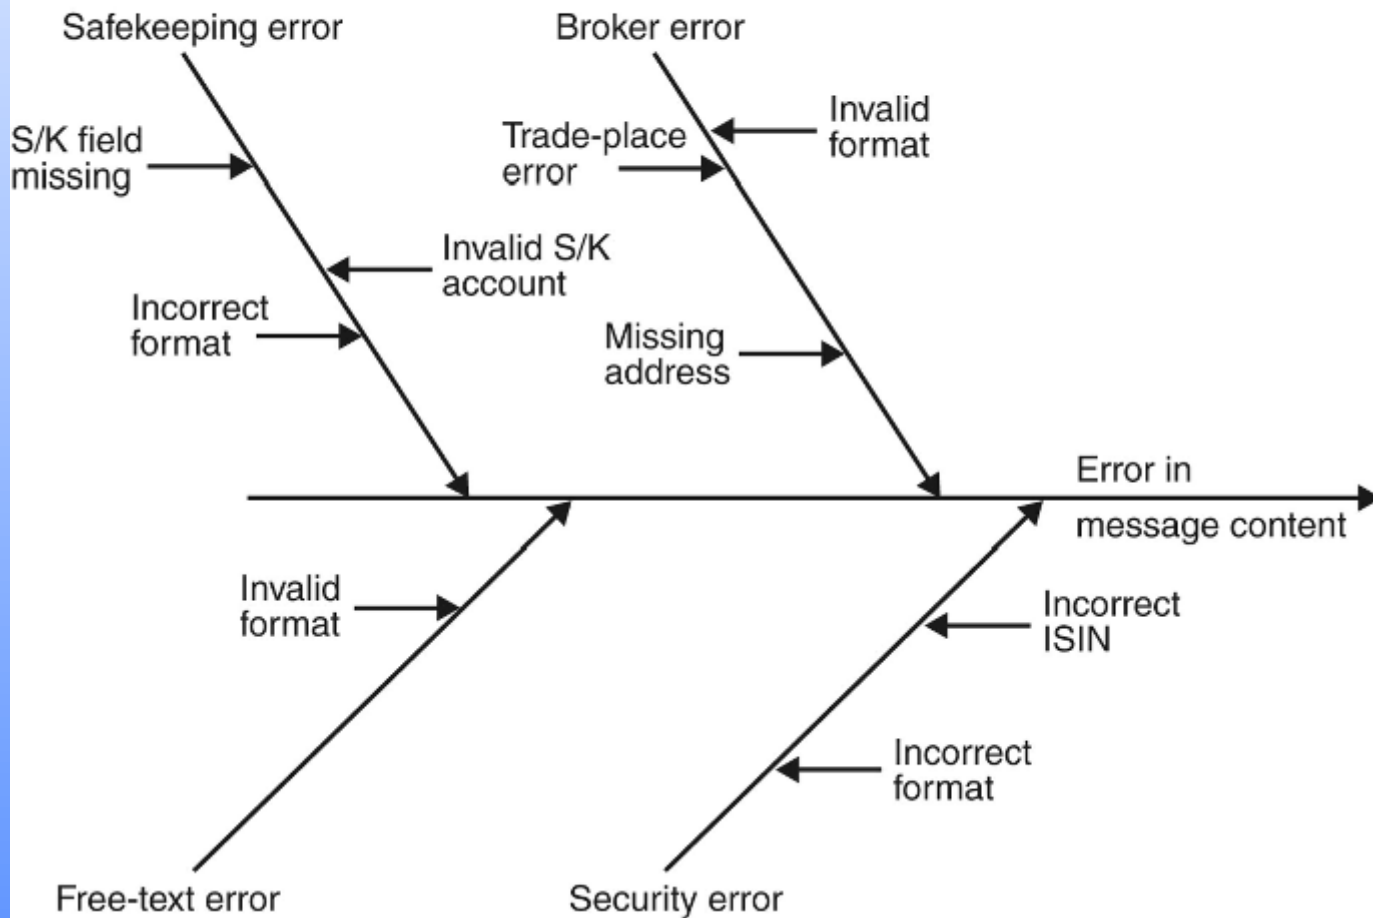 Safekeeping error
Broker error
S/K field
missing
Trade-place
error
Invalid
format
Invalid S/K
account
Incorrect
format
Missing
address
Error in
message content
Invalid
format
Incorrect
ISIN
Incorrect
format
Free-text error
Security error